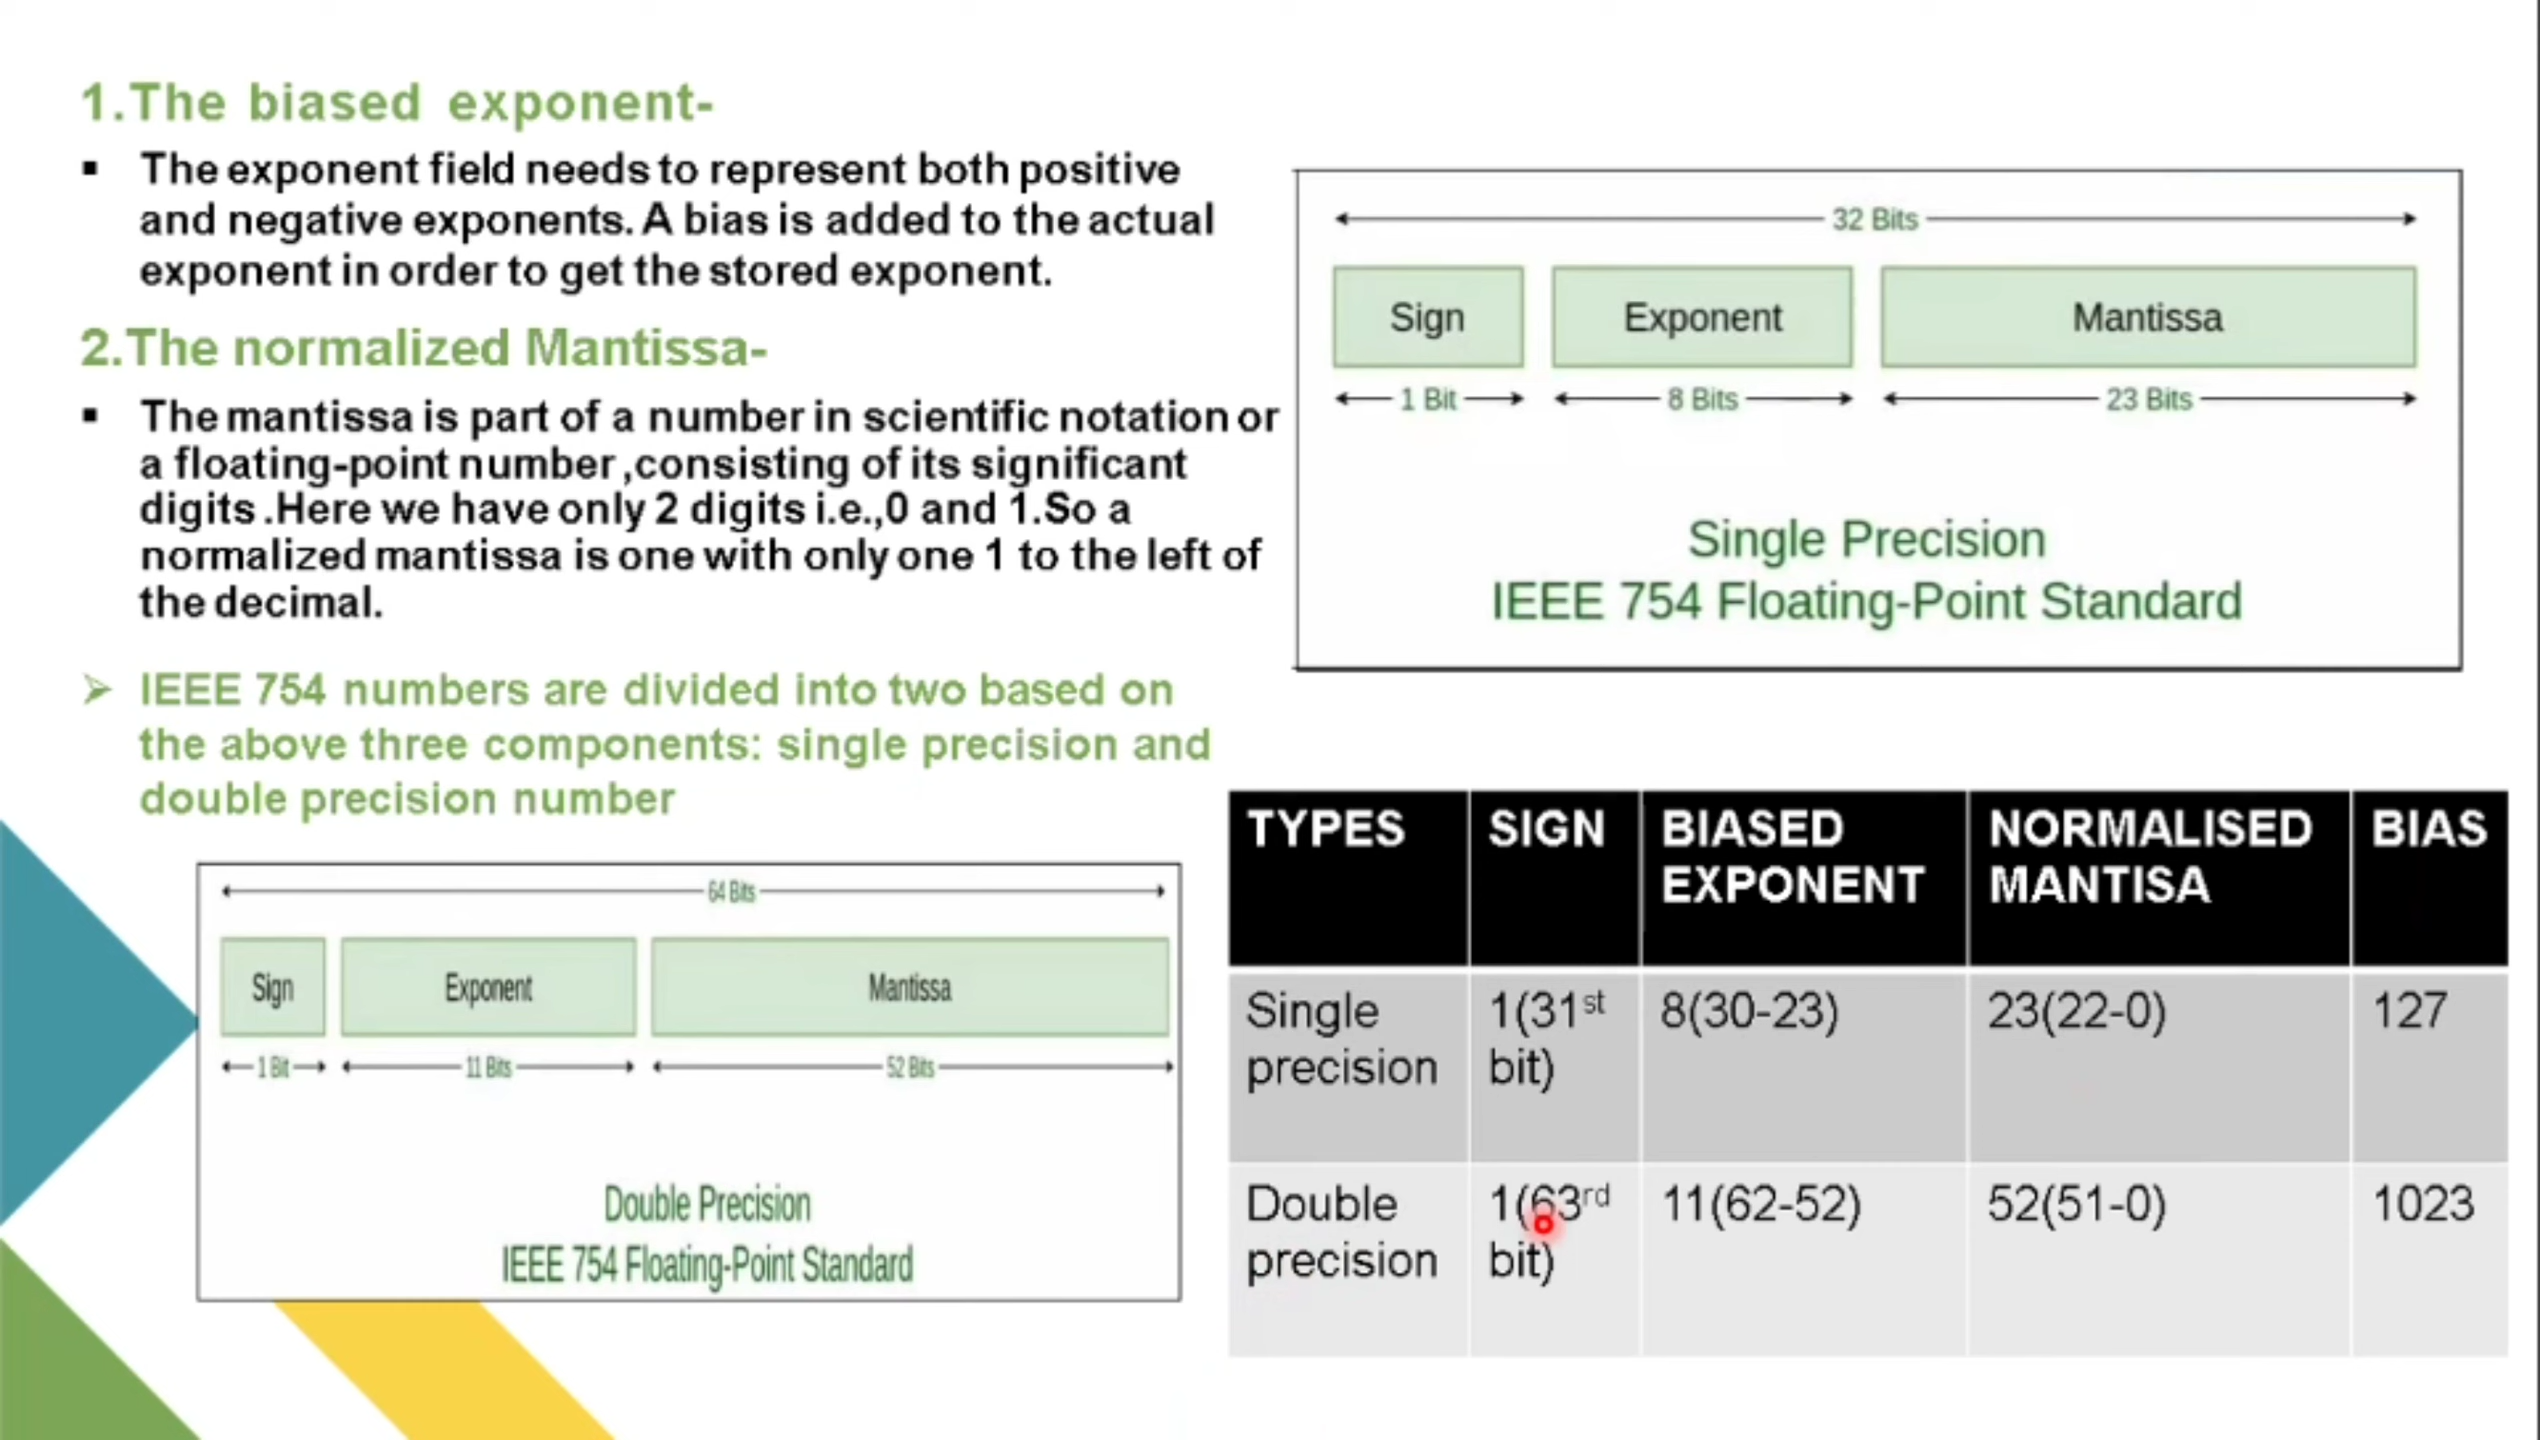 1.The biased exponent-
▪ The exponent field needs to represent both positive
and negative exponents. A bias is added to the actual
exponent in order to get the stored exponent.
2.The normalized Mantissa-
▪ The mantissa is part of a number in scientific notation or
a floating-point number ,consisting of its significant
digits .Here we have only 2 digits i.e.,0 and 1.So a
normalized mantissa is one with only one 1 to the left of
the decimal.
➢ IEEE 754 numbers are divided into two based on
the above three components: single precision and
double precision number
32 Bits
Sign Exponent Mantissa
1 Bit 8 Bits 23 Bits
Single Precision
IEEE 754 Floating-Point Standard
64 Bits
Sign Exponent Mantissa
1 Bit 11 Bits 52 Bits
Double Precision
IEEE 754 Floating-Point Standard
TYPES SIGN BIASED NORMALISED BIAS
EXPONENT MANTISA
Single 1(31st 8(30-23) 23(22-0) 127
precision bit)
Double 1(63rd 11(62-52) 52(51-0) 1023
precision bit)